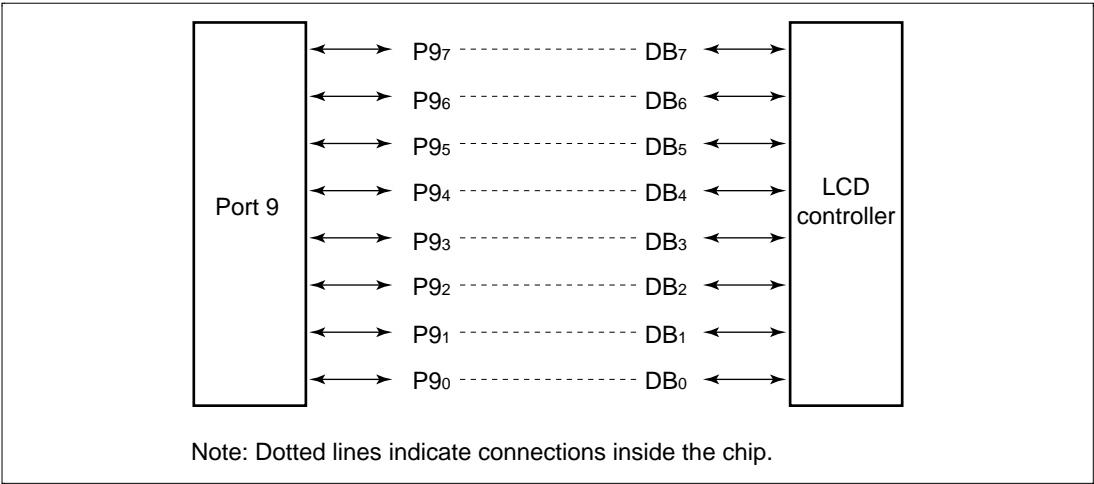 P9₇ DB₇
P9₆ DB₆
P9₅ DB₅
P9₄ DB₄
Port 9
LCD
controller
P9₃ DB₃
P9₂ DB₂
P9₁ DB₁
P9₀ DB₀
Note: Dotted lines indicate connections inside the chip.